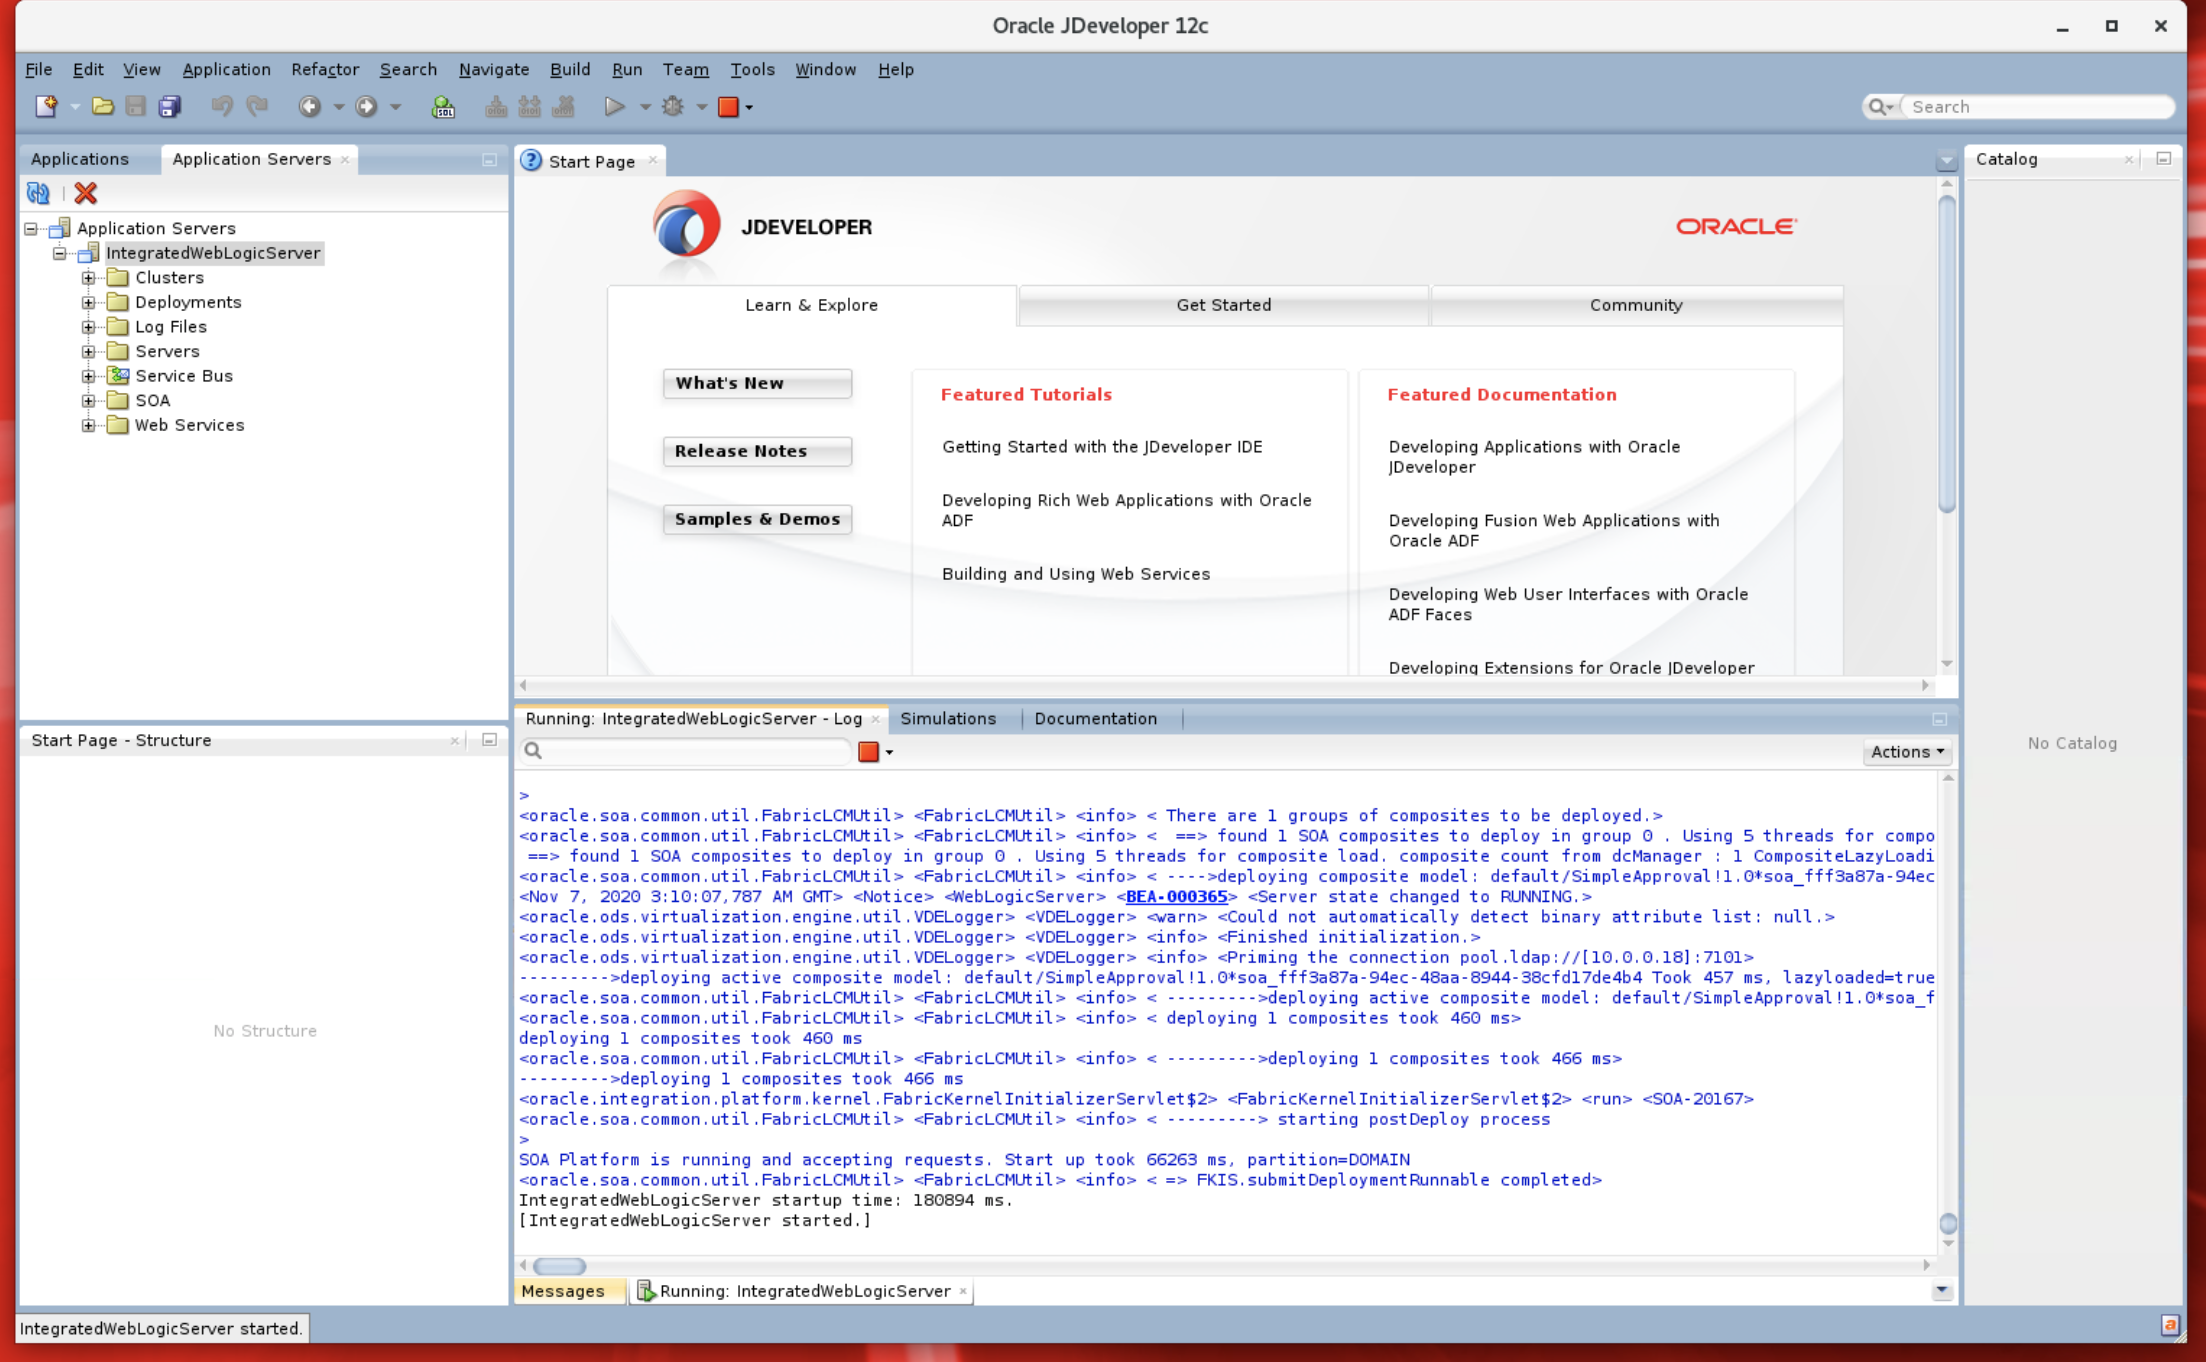 Oracle JDeveloper 12c
File Edit View Application Refactor Search Navigate Build Run Team Tools Window Help
Search
Applications
Application Servers
Application Servers
IntegratedWebLogicServer
Clusters
Deployments
Log Files
Servers
Service Bus
SOA
Web Services
Start Page - Structure
No Structure
Start Page
JDEVELOPER
ORACLE
Learn & Explore
Get Started
Community
What's New
Release Notes
Samples & Demos
Featured Tutorials
Getting Started with the JDeveloper IDE
Developing Rich Web Applications with Oracle
ADF
Building and Using Web Services
Featured Documentation
Developing Applications with Oracle
JDeveloper
Developing Fusion Web Applications with
Oracle ADF
Developing Web User Interfaces with Oracle
ADF Faces
Developing Extensions for Oracle JDeveloper
Catalog
No Catalog
Running: IntegratedWebLogicServer - Log
Simulations
Documentation
Actions
>
<oracle.soa.common.util.FabricLCMUtil> <FabricLCMUtil> <info> < There are 1 groups of composites to be deployed.>
<oracle.soa.common.util.FabricLCMUtil> <FabricLCMUtil> <info> <  ==> found 1 SOA composites to deploy in group 0 . Using 5 threads for compo
 ==> found 1 SOA composites to deploy in group 0 . Using 5 threads for composite load. composite count from dcManager : 1 CompositeLazyLoadi
<oracle.soa.common.util.FabricLCMUtil> <FabricLCMUtil> <info> < ---->deploying composite model: default/SimpleApproval!1.0*soa_fff3a87a-94ec
<Nov 7, 2020 3:10:07,787 AM GMT> <Notice> <WebLogicServer> <BEA-000365> <Server state changed to RUNNING.>
<oracle.ods.virtualization.engine.util.VDELogger> <VDELogger> <warn> <Could not automatically detect binary attribute list: null.>
<oracle.ods.virtualization.engine.util.VDELogger> <VDELogger> <info> <Finished initialization.>
<oracle.ods.virtualization.engine.util.VDELogger> <VDELogger> <info> <Priming the connection pool.ldap://[10.0.0.18]:7101>
--------->deploying active composite model: default/SimpleApproval!1.0*soa_fff3a87a-94ec-48aa-8944-38cfd17de4b4 Took 457 ms, lazyloaded=true
<oracle.soa.common.util.FabricLCMUtil> <FabricLCMUtil> <info> < --------->deploying active composite model: default/SimpleApproval!1.0*soa_f
<oracle.soa.common.util.FabricLCMUtil> <FabricLCMUtil> <info> < deploying 1 composites took 460 ms>
deploying 1 composites took 460 ms
<oracle.soa.common.util.FabricLCMUtil> <FabricLCMUtil> <info> < --------->deploying 1 composites took 466 ms>
--------->deploying 1 composites took 466 ms
<oracle.integration.platform.kernel.FabricKernelInitializerServlet$2> <FabricKernelInitializerServlet$2> <run> <SOA-20167>
<oracle.soa.common.util.FabricLCMUtil> <FabricLCMUtil> <info> < ---------> starting postDeploy process
>
SOA Platform is running and accepting requests. Start up took 66263 ms, partition=DOMAIN
<oracle.soa.common.util.FabricLCMUtil> <FabricLCMUtil> <info> < => FKIS.submitDeploymentRunnable completed>
IntegratedWebLogicServer startup time: 180894 ms.
[IntegratedWebLogicServer started.]
Messages
Running: IntegratedWebLogicServer
IntegratedWebLogicServer started.